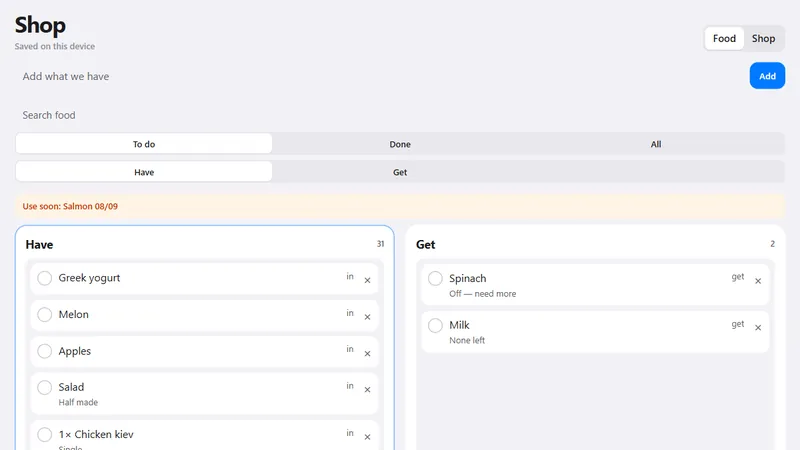 Shop
Saved on this device
Food Shop
Add what we have
Add
Search food
To do Done All
Have Get
Use soon: Salmon 08/09
Have 31
Greek yogurt in ×
Melon in ×
Apples in ×
Salad in ×
Half made
1× Chicken kiev in ×
Single
Get 2
Spinach get ×
Off — need more
Milk get ×
None left